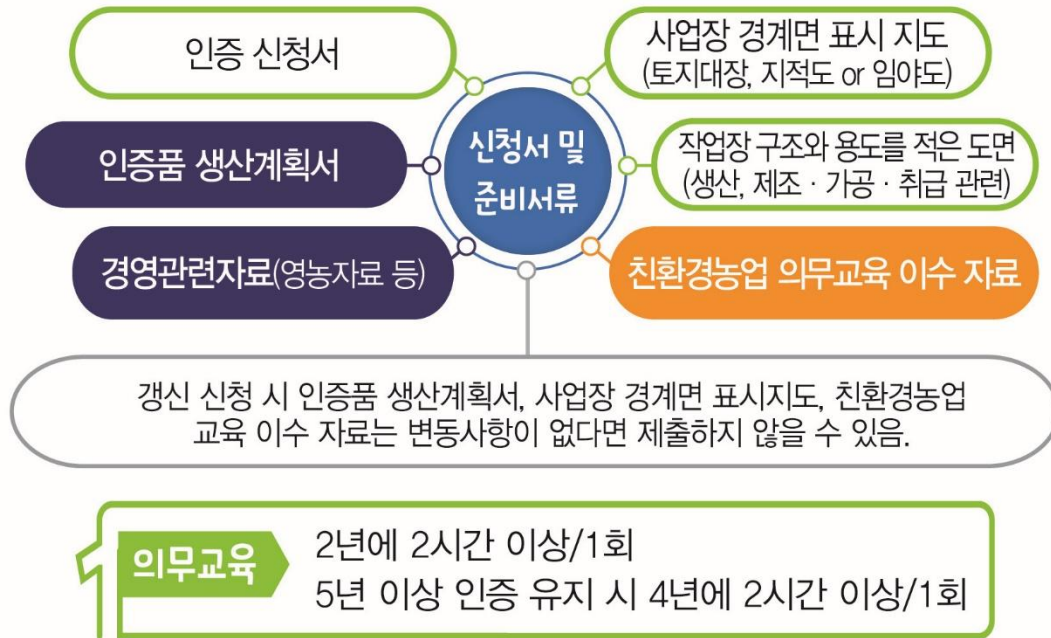 인증 신청서
사업장 경계면 표시 지도
(토지대장, 지적도 or 임야도)
신청서 및
준비서류
인증품 생산계획서
작업장 구조와 용도를 적은 도면
(생산, 제조 · 가공 · 취급 관련)
경영관련자료(영농자료 등)
친환경농업 의무교육 이수 자료
갱신 신청 시 인증품 생산계획서, 사업장 경계면 표시지도, 친환경농업
교육 이수 자료는 변동사항이 없다면 제출하지 않을 수 있음.
의무교육
2년에 2시간 이상/1회
5년 이상 인증 유지 시 4년에 2시간 이상/1회